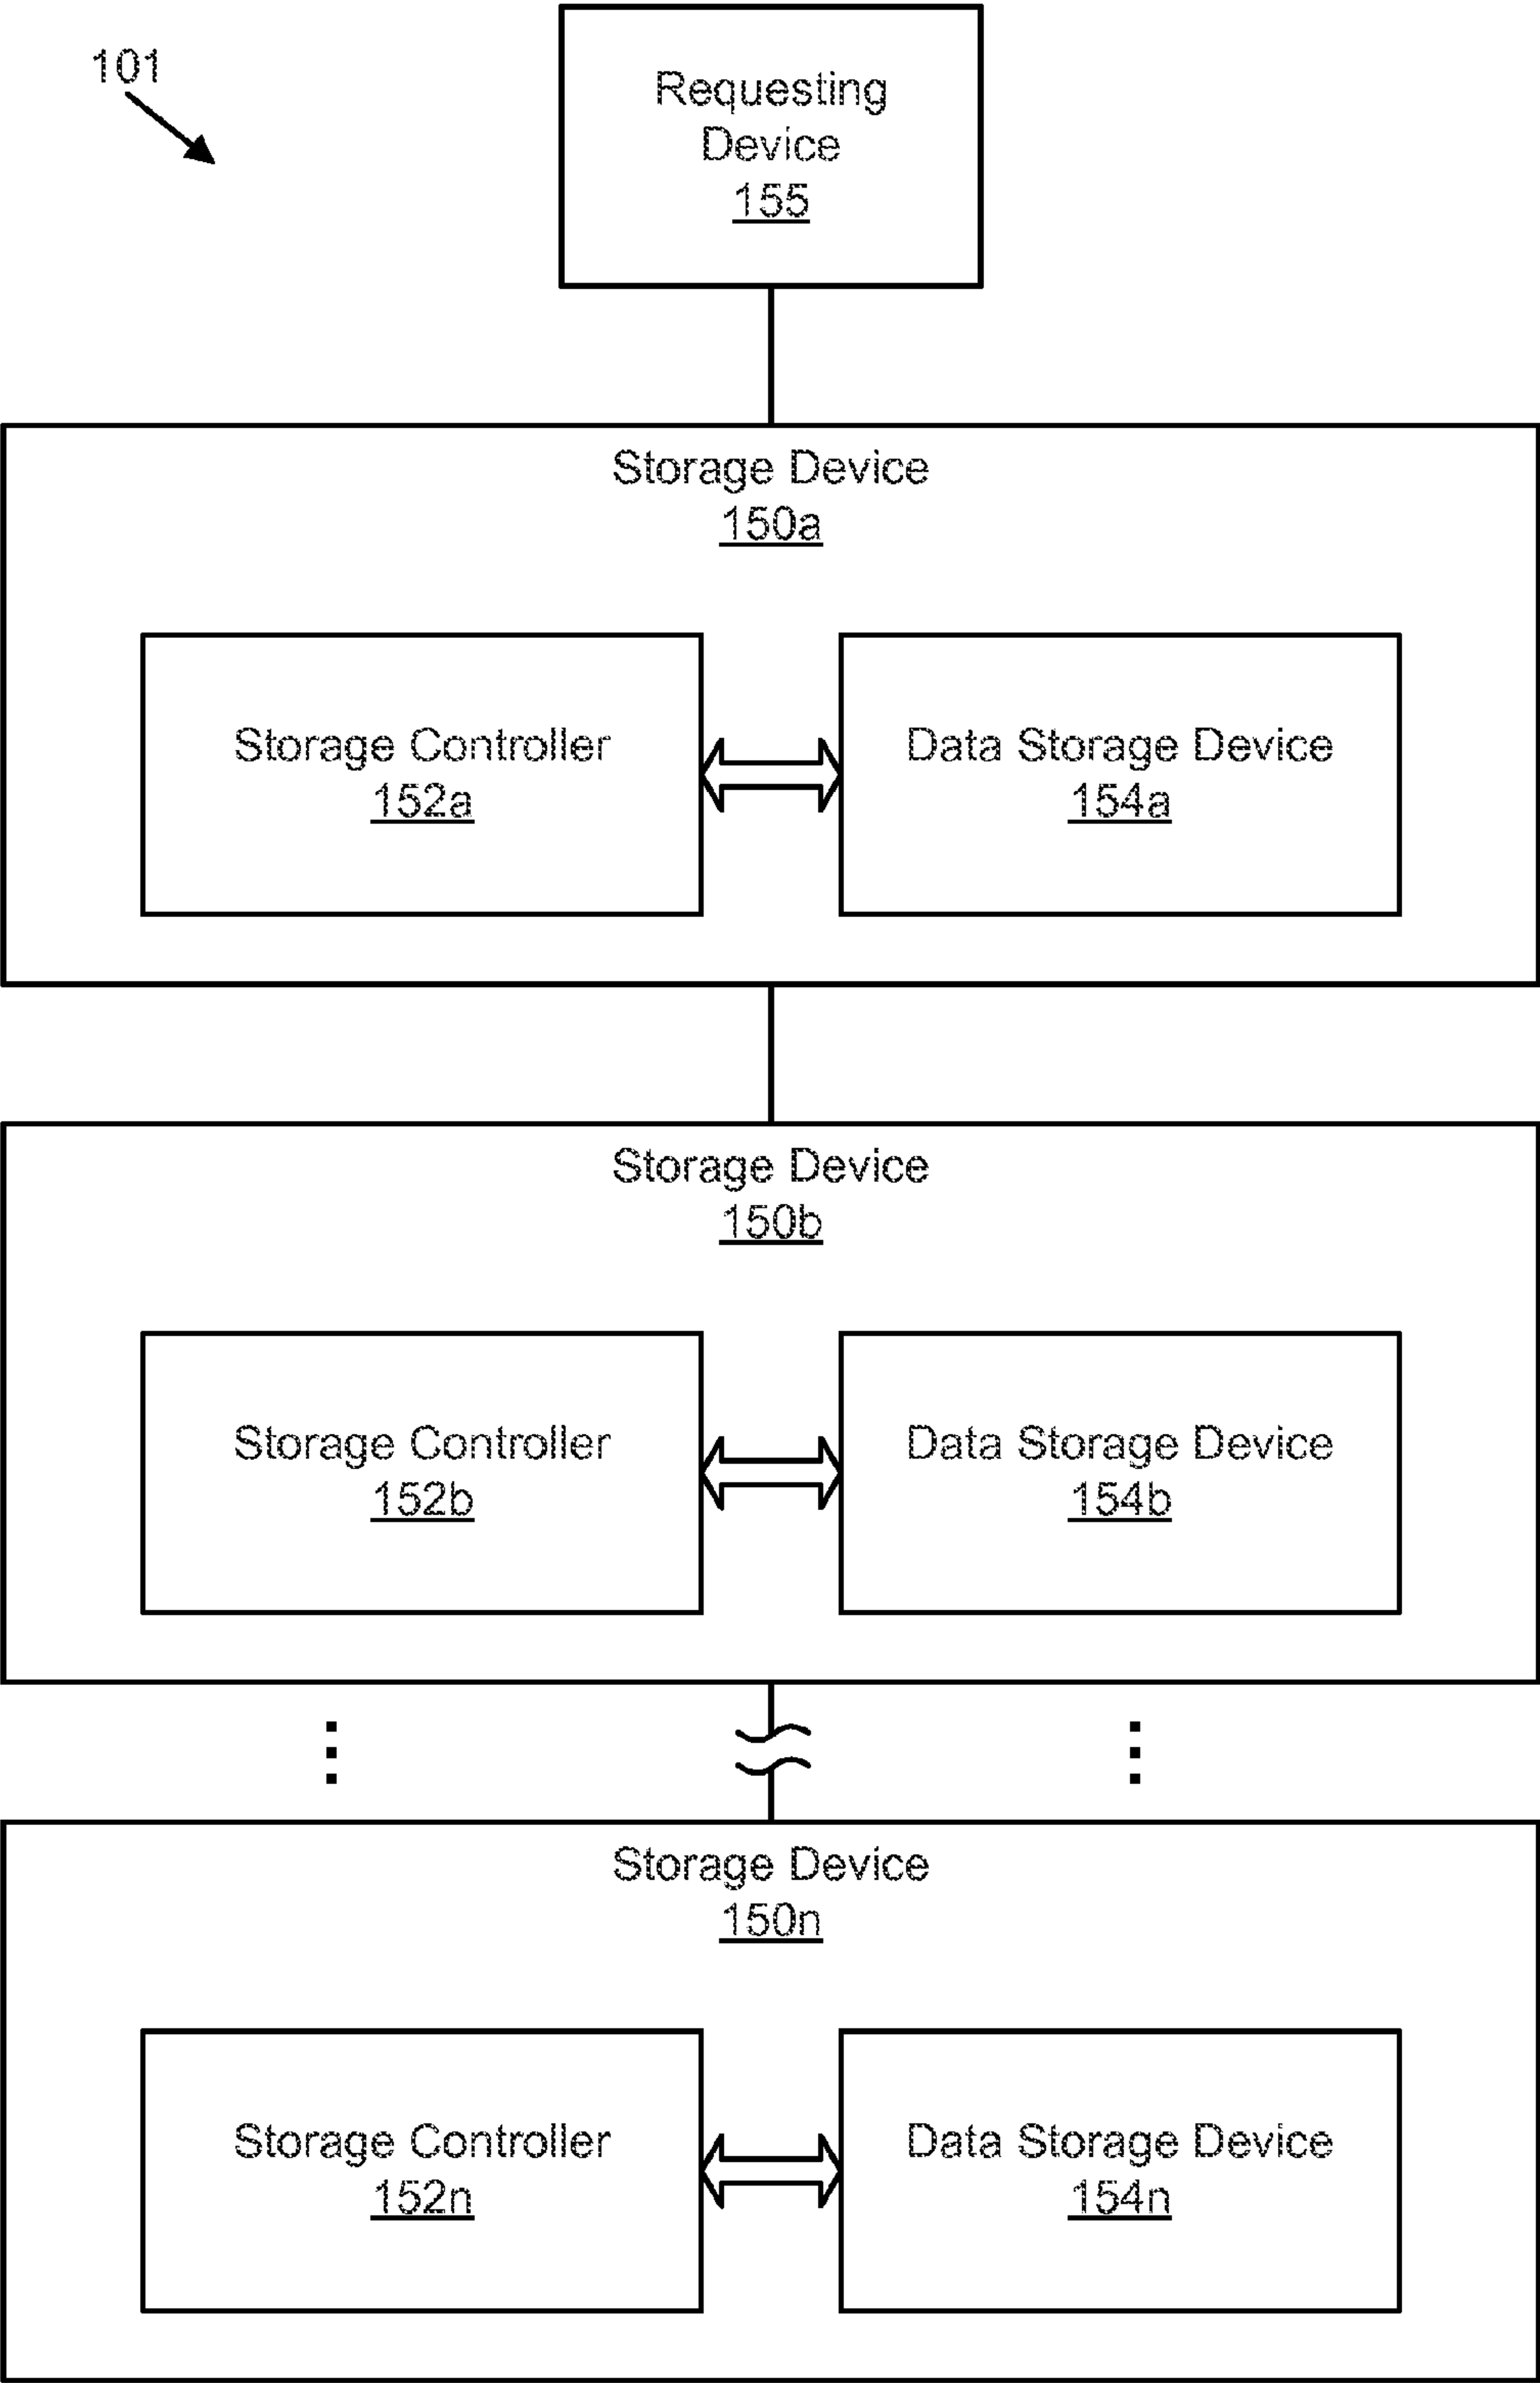 101
Requesting
Device
155
Storage Device
150a
Storage Controller
152a
Data Storage Device
154a
Storage Device
150b
Storage Controller
152b
Data Storage Device
154b
Storage Device
150n
Storage Controller
152n
Data Storage Device
154n